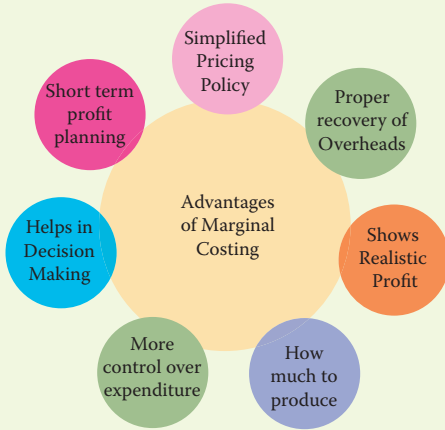 Simplified
Pricing
Policy
Proper
recovery of
Overheads
Shows
Realistic
Profit
How
much to
produce
More
control over
expenditure
Helps in
Decision
Making
Short term
profit
planning
Advantages
of Marginal
Costing